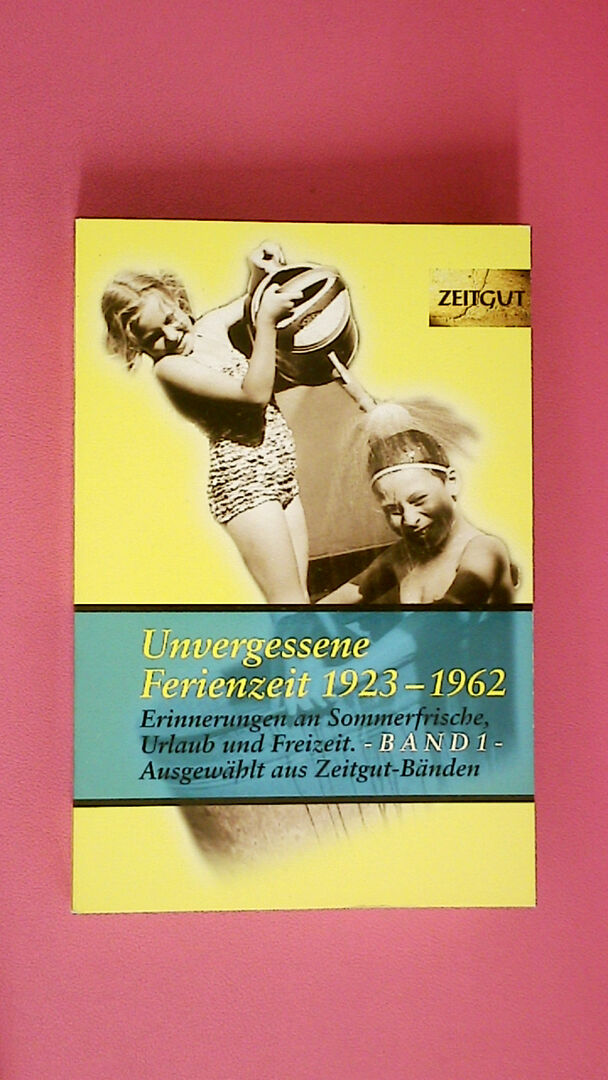 ZEITGUT
Unvergessene
Ferienzeit 1923 – 1962
Erinnerungen an Sommerfrische,
Urlaub und Freizeit. - BAND 1 -
Ausgewählt aus Zeitgut-Bänden